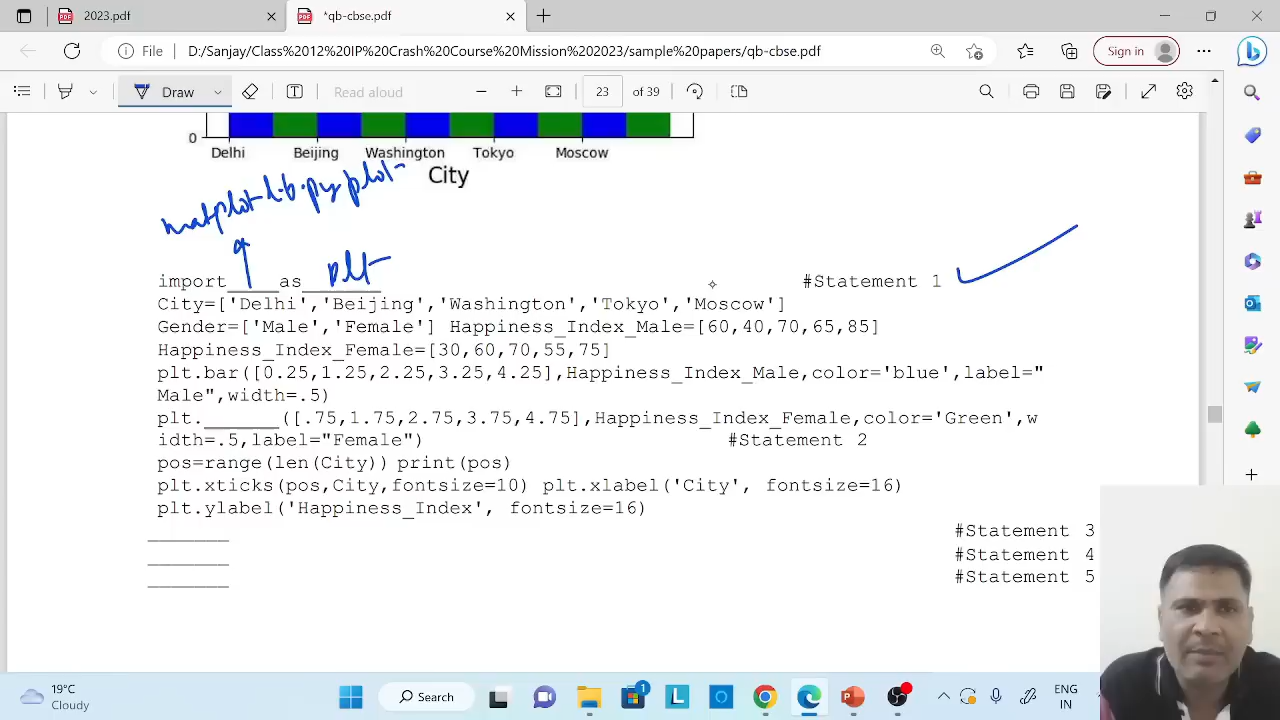 2023.pdf
*qb-cbse.pdf
File D:/Sanjay/Class%2012%20IP%20Crash%20Course%20Mission%202023/sample%20papers/qb-cbse.pdf
Sign in
Draw
Read aloud
23 of 39
0
Delhi Beijing Washington Tokyo Moscow
City
matplotlib.pyplot
plt
import____as_______ #Statement 1
City=['Delhi','Beijing','Washington','Tokyo','Moscow']
Gender=['Male','Female'] Happiness_Index_Male=[60,40,70,65,85]
Happiness_Index_Female=[30,60,70,55,75]
plt.bar([0.25,1.25,2.25,3.25,4.25],Happiness_Index_Male,color='blue',label="
Male",width=.5)
plt.______([.75,1.75,2.75,3.75,4.75],Happiness_Index_Female,color='Green',w
idth=.5,label="Female") #Statement 2
pos=range(len(City)) print(pos)
plt.xticks(pos,City,fontsize=10) plt.xlabel('City', fontsize=16)
plt.ylabel('Happiness_Index', fontsize=16)
_______ #Statement 3
_______ #Statement 4
_______ #Statement 5
19°C
Cloudy
Search
1
L
ENG
IN